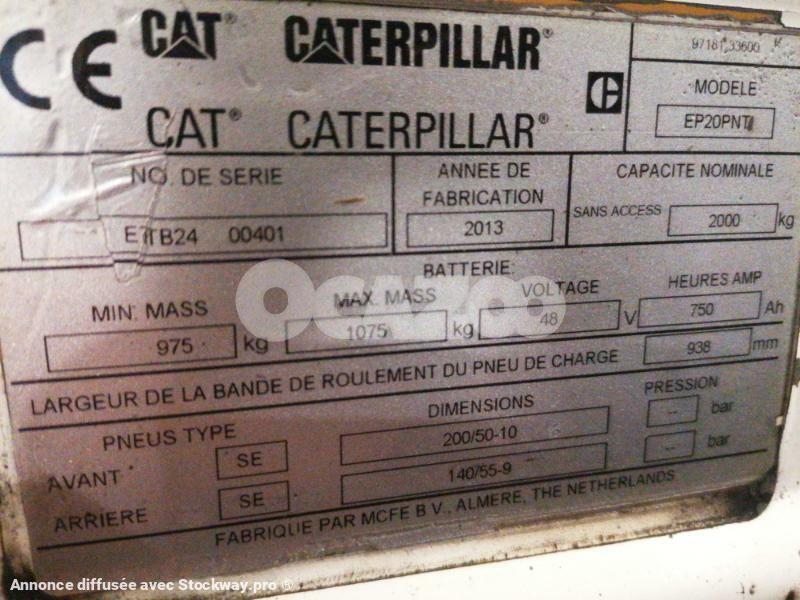 CE CAT® CATERPILLAR®
CAT® CATERPILLAR®
97181 33600
MODÈLE
EP20PNT
NO. DE SERIE
ETB24 00401
ANNEE DE
FABRICATION
2013
CAPACITE NOMINALE
SANS ACCESS 2000 kg
BATTERIE:
MIN. MASS
975 kg
MAX. MASS
1075 kg
VOLTAGE
48 V
HEURES AMP
750 Ah
LARGEUR DE LA BANDE DE ROULEMENT DU PNEU DE CHARGE 938 mm
PNEUS TYPE DIMENSIONS PRESSION
AVANT SE 200/50-10 -- bar
ARRIERE SE 140/55-9 -- bar
FABRIQUE PAR MCFE B V., ALMERE, THE NETHERLANDS
OCAZOO
Annonce diffusée avec Stockway.pro ®